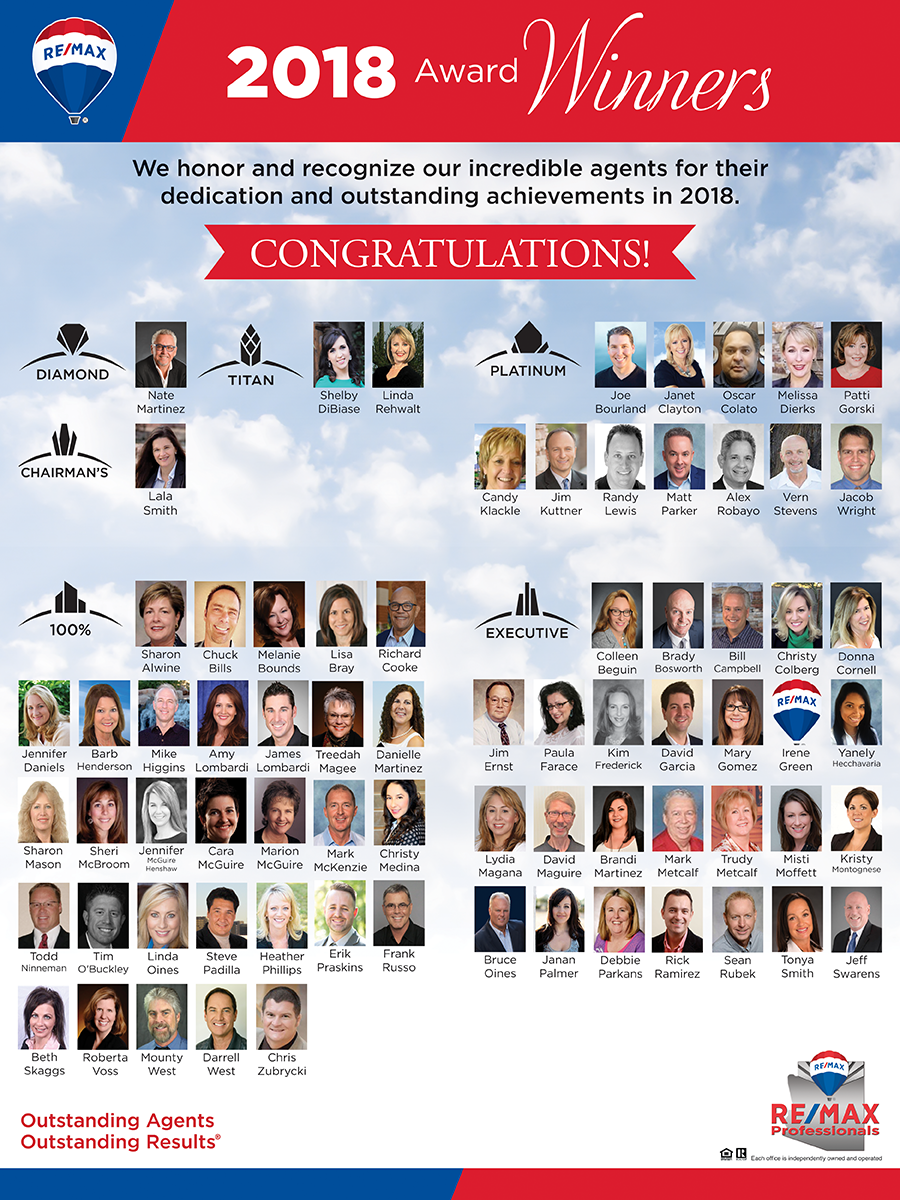 RE/MAX
2018 Award Winners
We honor and recognize our incredible agents for their
dedication and outstanding achievements in 2018.
CONGRATULATIONS!
DIAMOND
Nate
Martinez
TITAN
Shelby
DiBiase
Linda
Rehwalt
CHAIRMAN'S
Lala
Smith
PLATINUM
Joe
Bourland
Janet
Clayton
Oscar
Colato
Melissa
Dierks
Patti
Gorski
Candy
Klackle
Jim
Kuttner
Randy
Lewis
Matt
Parker
Alex
Robayo
Vern
Stevens
Jacob
Wright
100%
Sharon
Alwine
Chuck
Bills
Melanie
Bounds
Lisa
Bray
Richard
Cooke
Jennifer
Daniels
Barb
Henderson
Mike
Higgins
Amy
Lombardi
James
Lombardi
Treedah
Magee
Danielle
Martinez
Sharon
Mason
Sheri
McBroom
Jennifer
McGuire
Henshaw
Cara
McGuire
Marion
McGuire
Mark
McKenzie
Christy
Medina
Todd
Ninneman
Tim
O'Buckley
Linda
Oines
Steve
Padilla
Heather
Phillips
Erik
Praskins
Frank
Russo
Beth
Skaggs
Roberta
Voss
Mounty
West
Darrell
West
Chris
Zubrycki
EXECUTIVE
Colleen
Beguin
Brady
Bosworth
Bill
Campbell
Christy
Colberg
Donna
Cornell
Jim
Ernst
Paula
Farace
Kim
Frederick
David
Garcia
Mary
Gomez
RE/MAX
Irene
Green
Yanely
Hecchavaria
Lydia
Magana
David
Maguire
Brandi
Martinez
Mark
Metcalf
Trudy
Metcalf
Misti
Moffett
Kristy
Montognese
Bruce
Oines
Janan
Palmer
Debbie
Parkans
Rick
Ramirez
Sean
Rubek
Tonya
Smith
Jeff
Swarens
Outstanding Agents
Outstanding Results®
RE/MAX
RE/MAX
Professionals
Each office is independently owned and operated